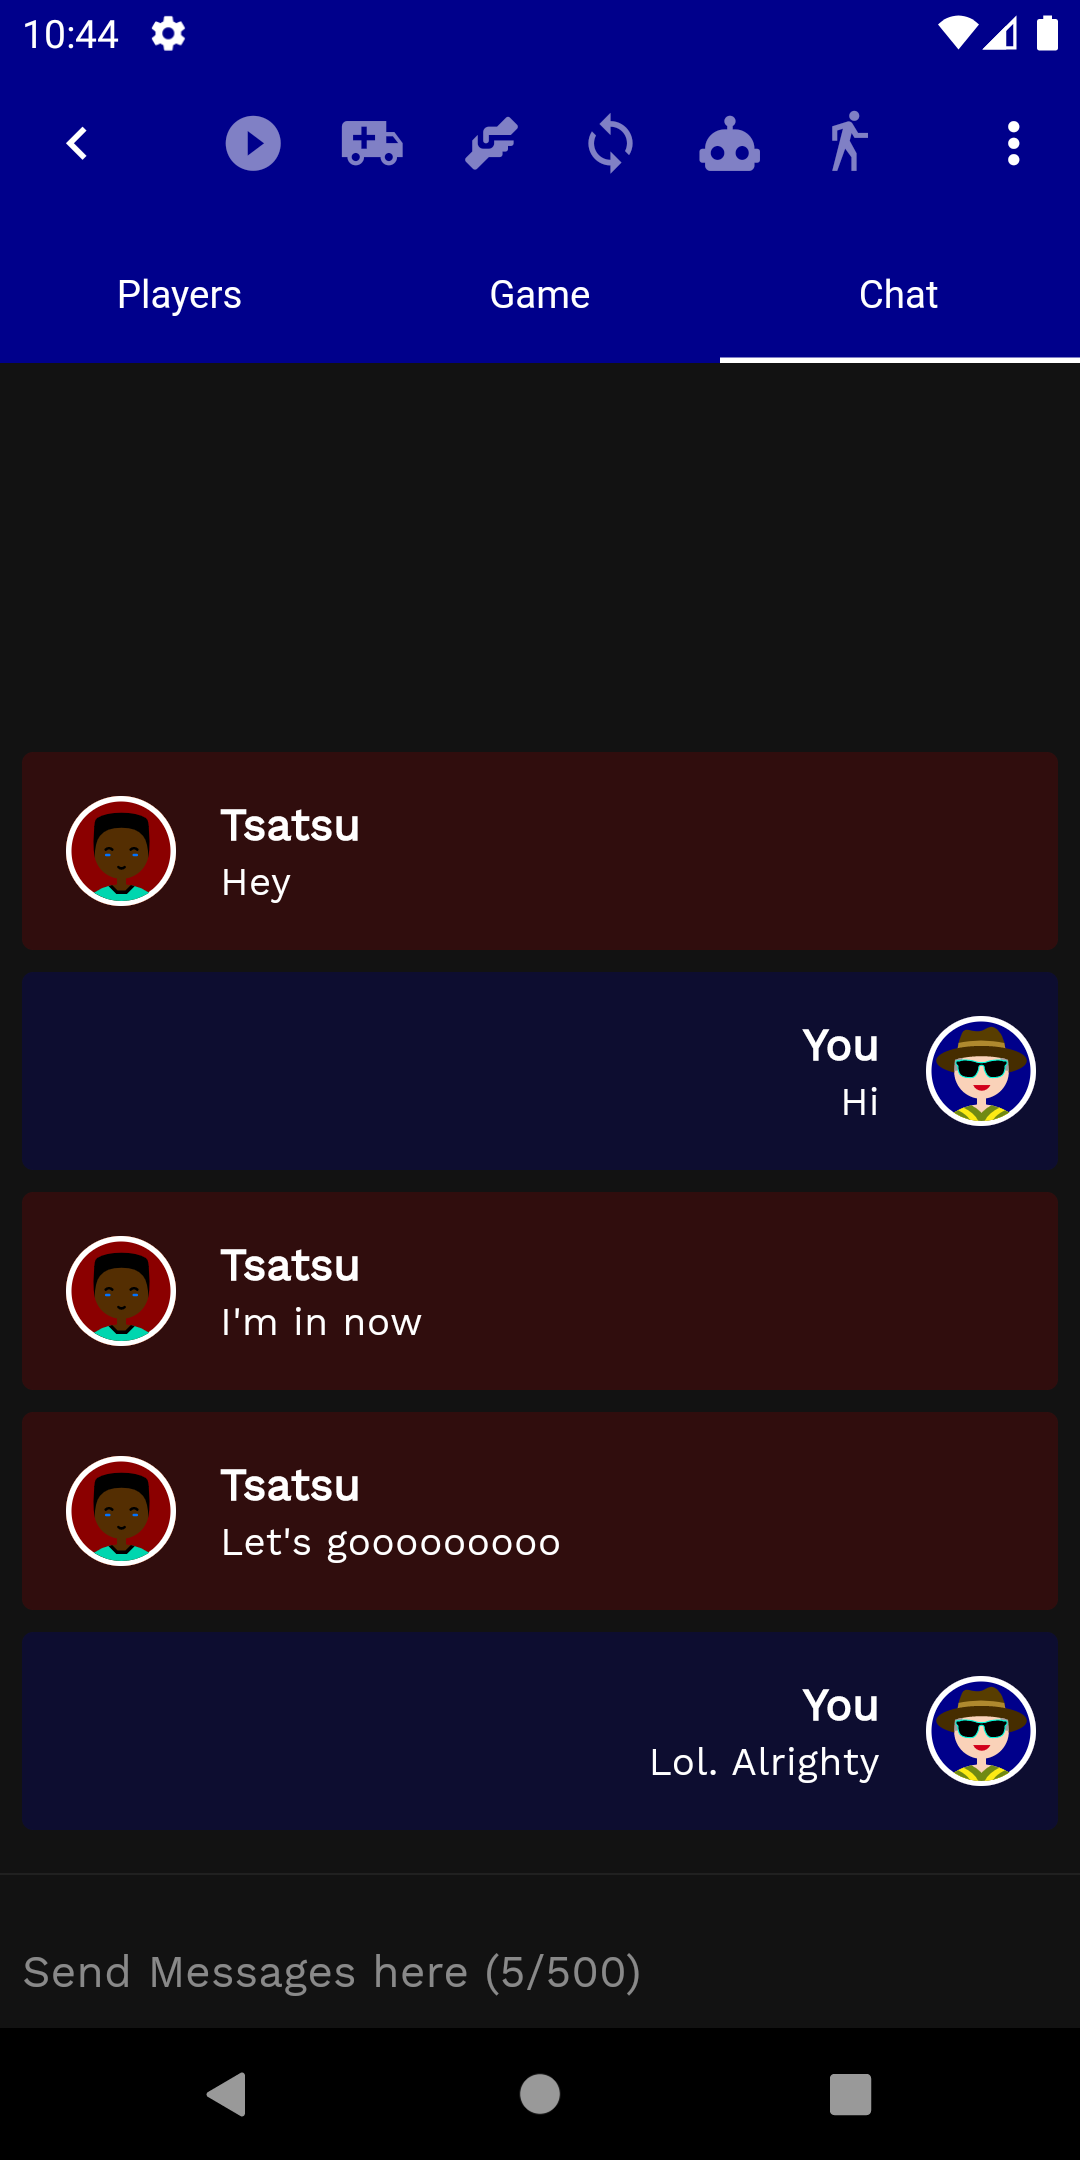 10:44
Players
Game
Chat
Tsatsu
Hey
You
Hi
Tsatsu
I'm in now
Tsatsu
Let's gooooooooo
You
Lol. Alrighty
Send Messages here (5/500)